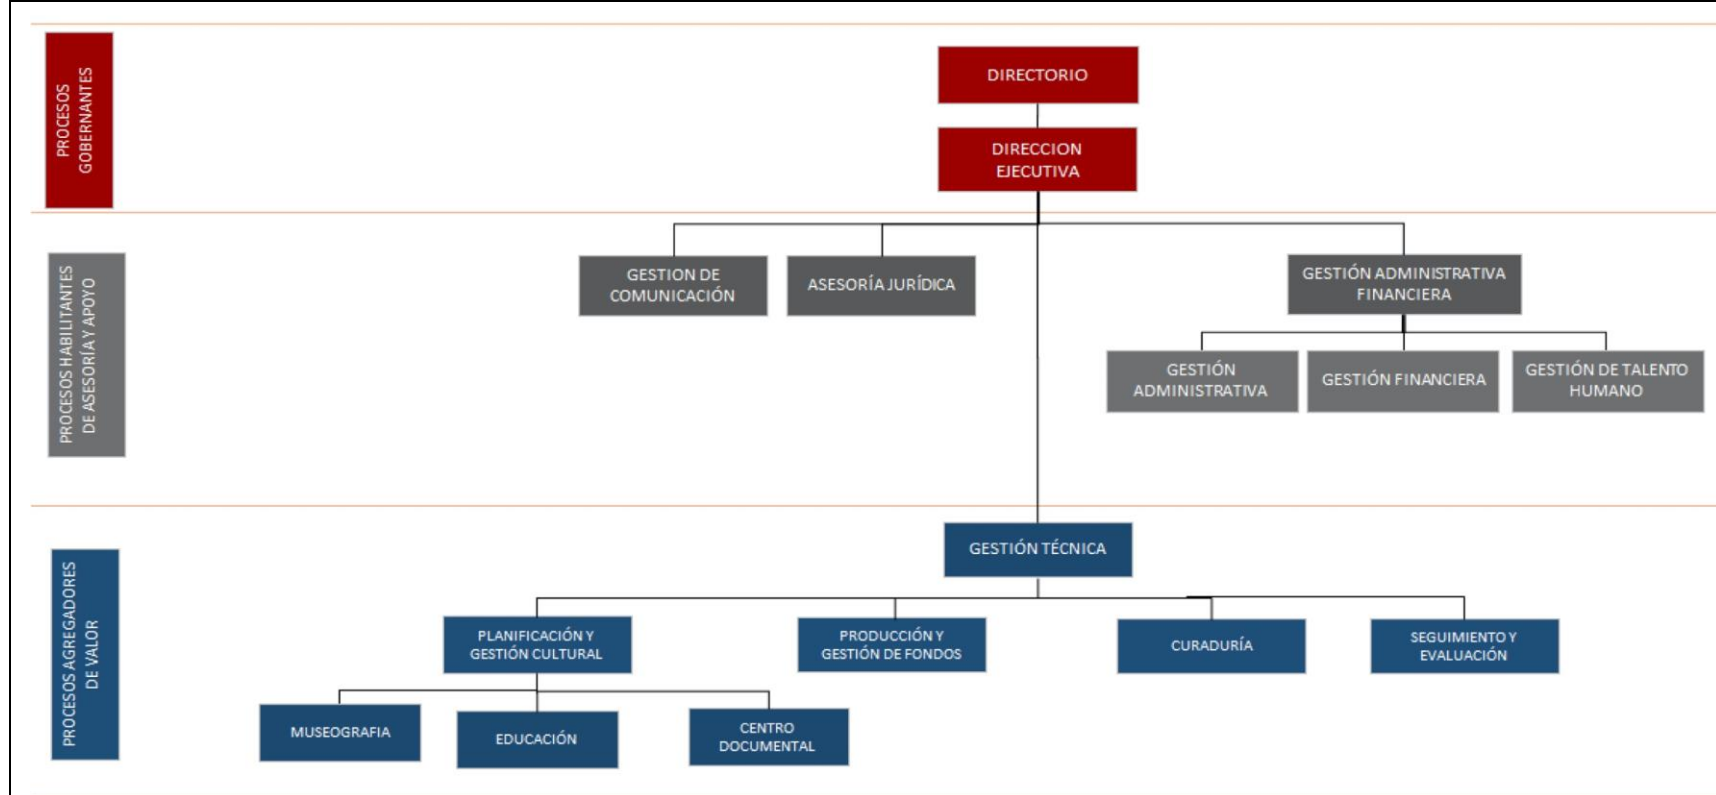 PROCESOS
GOBERNANTES
DIRECTORIO
DIRECCION
EJECUTIVA
PROCESOS HABILITANTES
DE ASESORÍA Y APOYO
GESTION DE
COMUNICACIÓN
ASESORÍA JURÍDICA
GESTIÓN ADMINISTRATIVA
FINANCIERA
GESTIÓN
ADMINISTRATIVA
GESTIÓN FINANCIERA
GESTIÓN DE TALENTO
HUMANO
PROCESOS AGREGADORES
DE VALOR
GESTIÓN TÉCNICA
PLANIFICACIÓN Y
GESTIÓN CULTURAL
PRODUCCIÓN Y
GESTIÓN DE FONDOS
CURADURÍA
SEGUIMIENTO Y
EVALUACIÓN
MUSEOGRAFIA
EDUCACIÓN
CENTRO
DOCUMENTAL